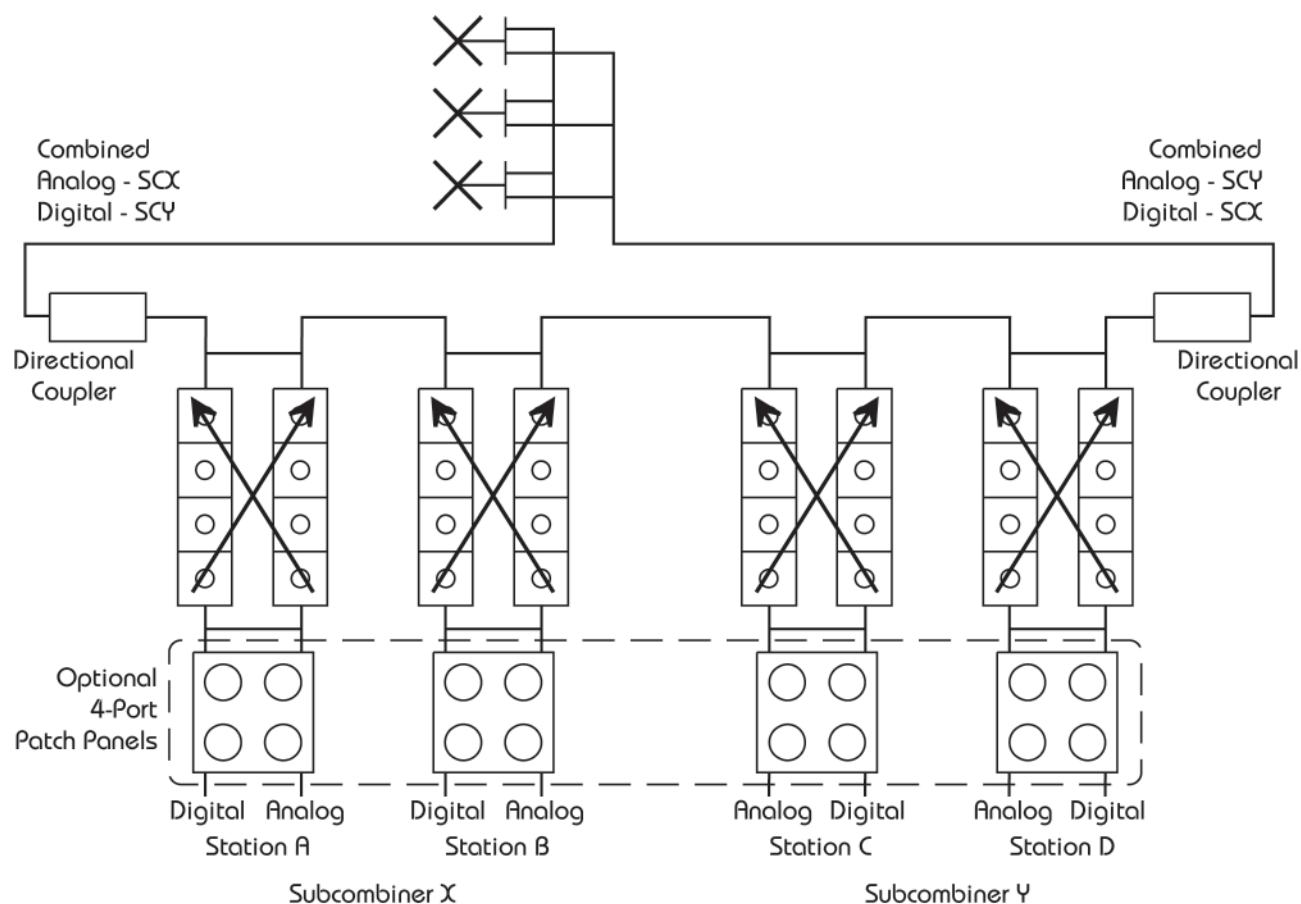 Combined
Analog - SCX
Digital - SCY
Combined
Analog - SCY
Digital - SCX
Directional
Coupler
Directional
Coupler
Optional
4-Port
Patch Panels
Digital Analog
Digital Analog
Analog Digital
Analog Digital
Station A
Station B
Station C
Station D
Subcombiner X
Subcombiner Y